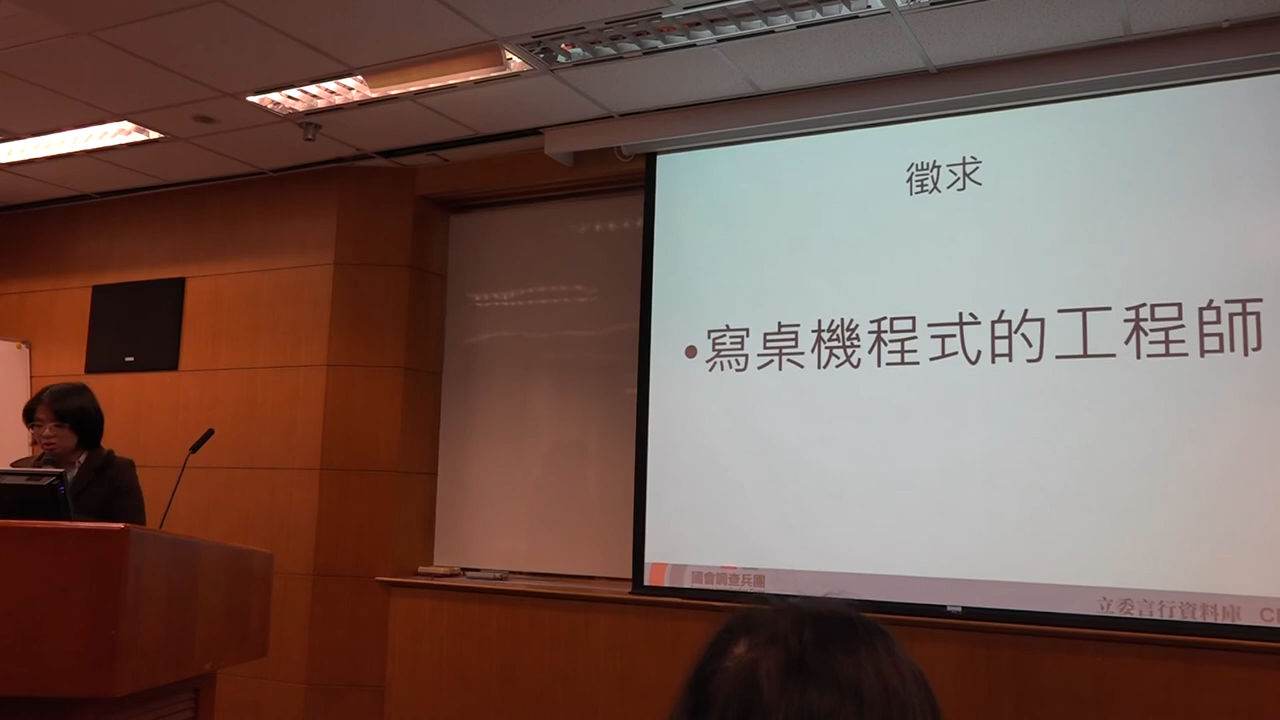 徵求
•寫桌機程式的工程師
國會調查兵團
立委言行資料庫 C